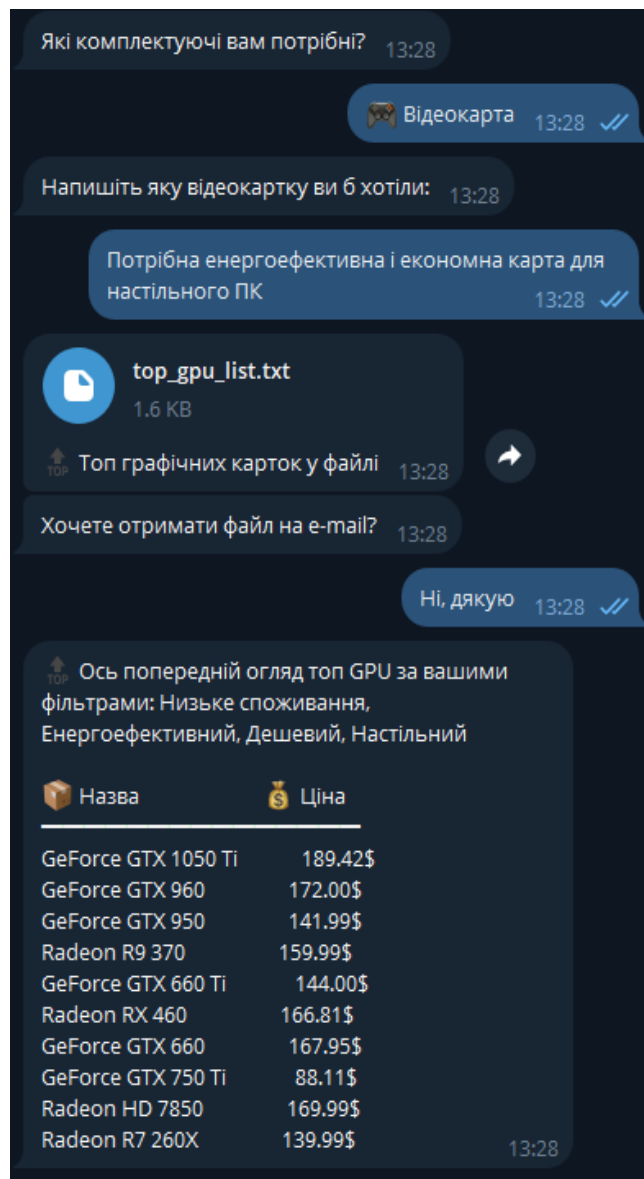 Які комплектуючі вам потрібні? 13:28
🎮 Відеокарта 13:28
Напишіть яку відеокартку ви б хотіли: 13:28
Потрібна енергоефективна і економна карта для
настільного ПК 13:28
top_gpu_list.txt
1.6 KB
🔝 Топ графічних карток у файлі 13:28
Хочете отримати файл на e-mail? 13:28
Ні, дякую 13:28
🔝 Ось попередній огляд топ GPU за вашими
фільтрами: Низьке споживання,
Енергоефективний, Дешевий, Настільний
📦 Назва 💰 Ціна
GeForce GTX 1050 Ti 189.42$
GeForce GTX 960 172.00$
GeForce GTX 950 141.99$
Radeon R9 370 159.99$
GeForce GTX 660 Ti 144.00$
Radeon RX 460 166.81$
GeForce GTX 660 167.95$
GeForce GTX 750 Ti 88.11$
Radeon HD 7850 169.99$
Radeon R7 260X 139.99$
13:28